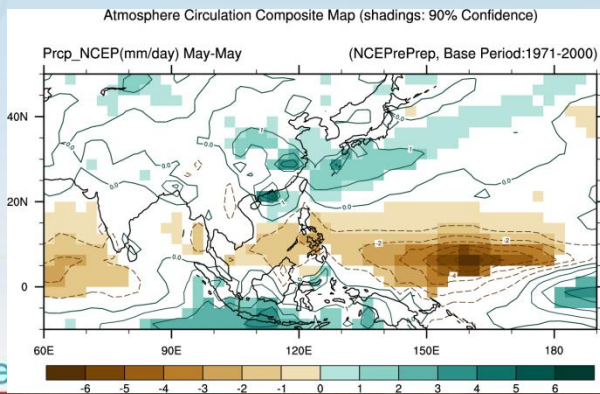 Atmosphere Circulation Composite Map (shadings: 90% Confidence)
Prcp_NCEP(mm/day) May-May (NCEPrePrep, Base Period:1971-2000)
40N
20N
0
60E 90E 120E 150E 180
-6 -5 -4 -3 -2 -1 0 1 2 3 4 5 6